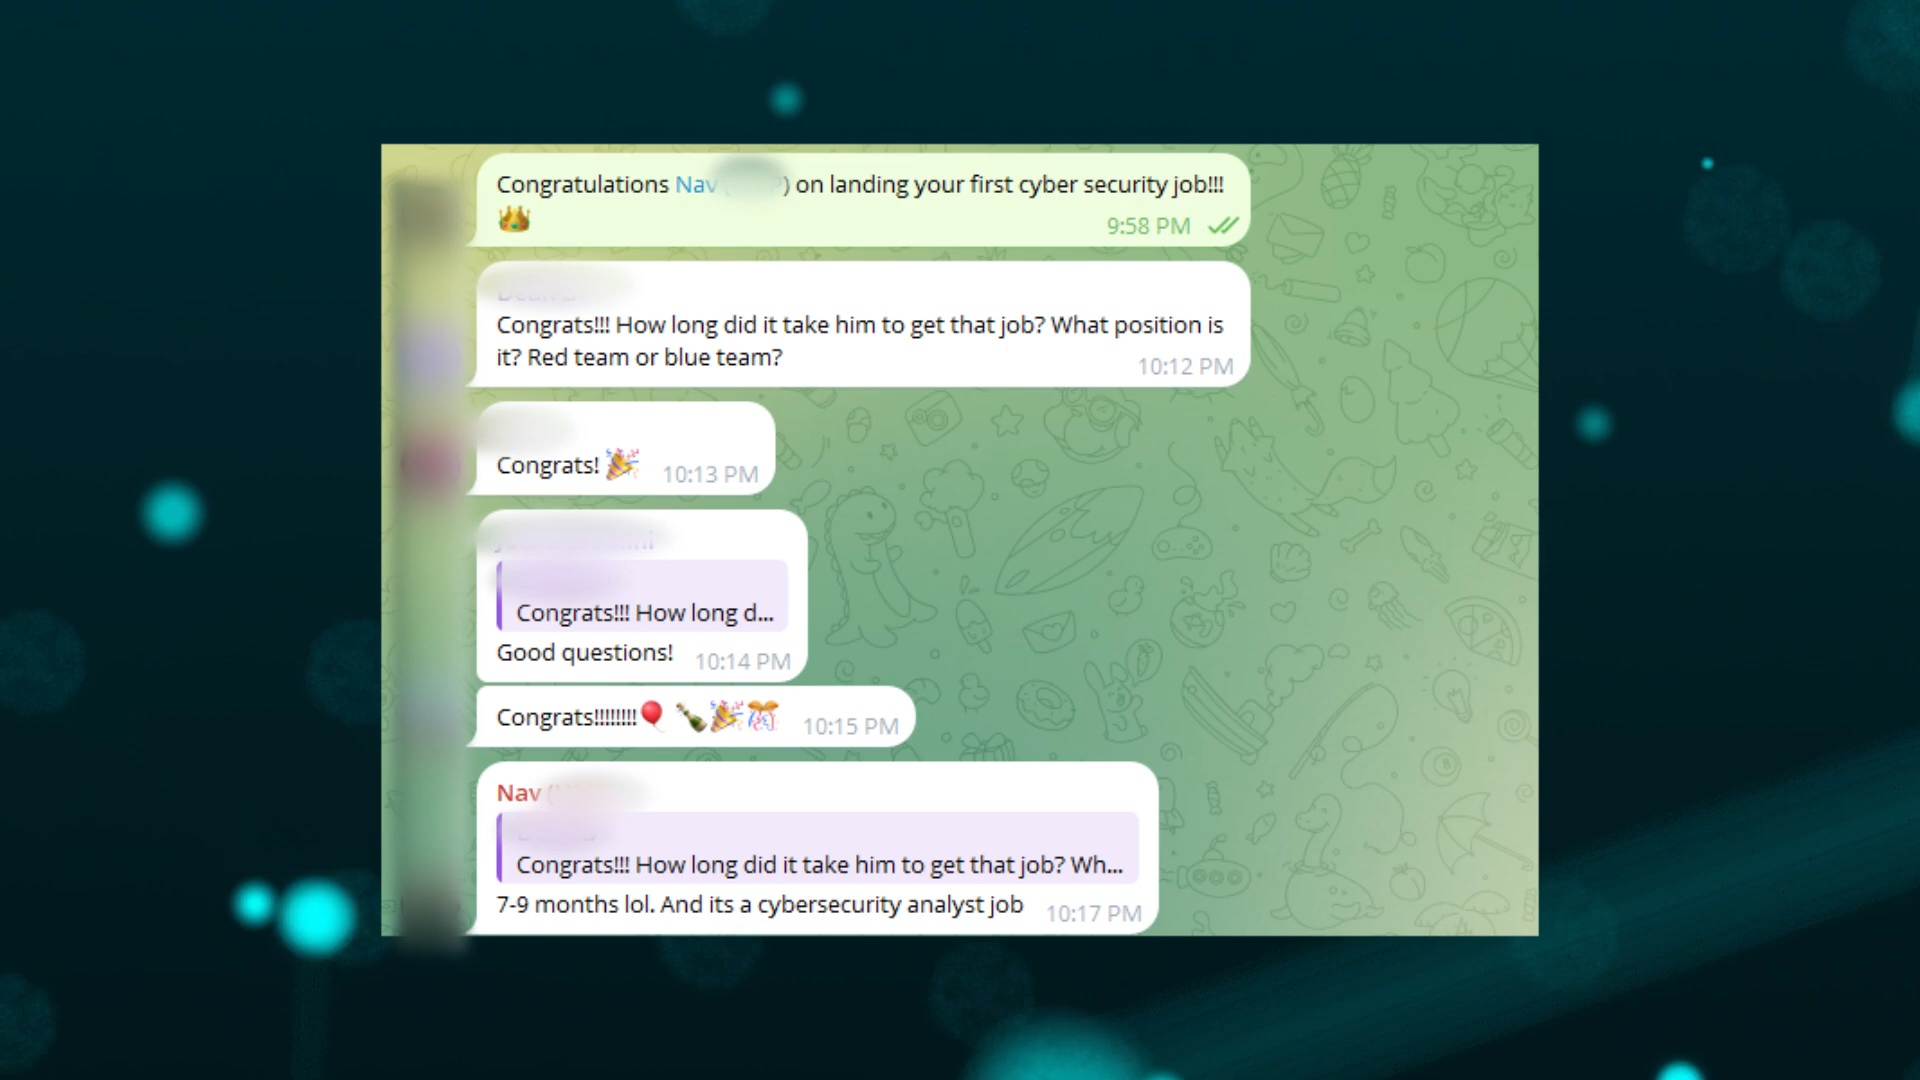 Congratulations Nav ) on landing your first cyber security job!!!
👑
9:58 PM
Congrats!!! How long did it take him to get that job? What position is
it? Red team or blue team?
10:12 PM
Congrats! 🎉 10:13 PM
Congrats!!! How long d...
Good questions! 10:14 PM
Congrats!!!!!!!!🎈 🍾🎉🎊 10:15 PM
Nav (
Congrats!!! How long did it take him to get that job? Wh...
7-9 months lol. And its a cybersecurity analyst job 10:17 PM